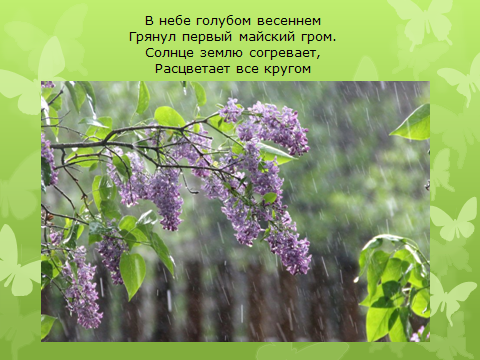 В небе голубом весеннем
Грянул первый майский гром.
Солнце землю согревает,
Расцветает все кругом